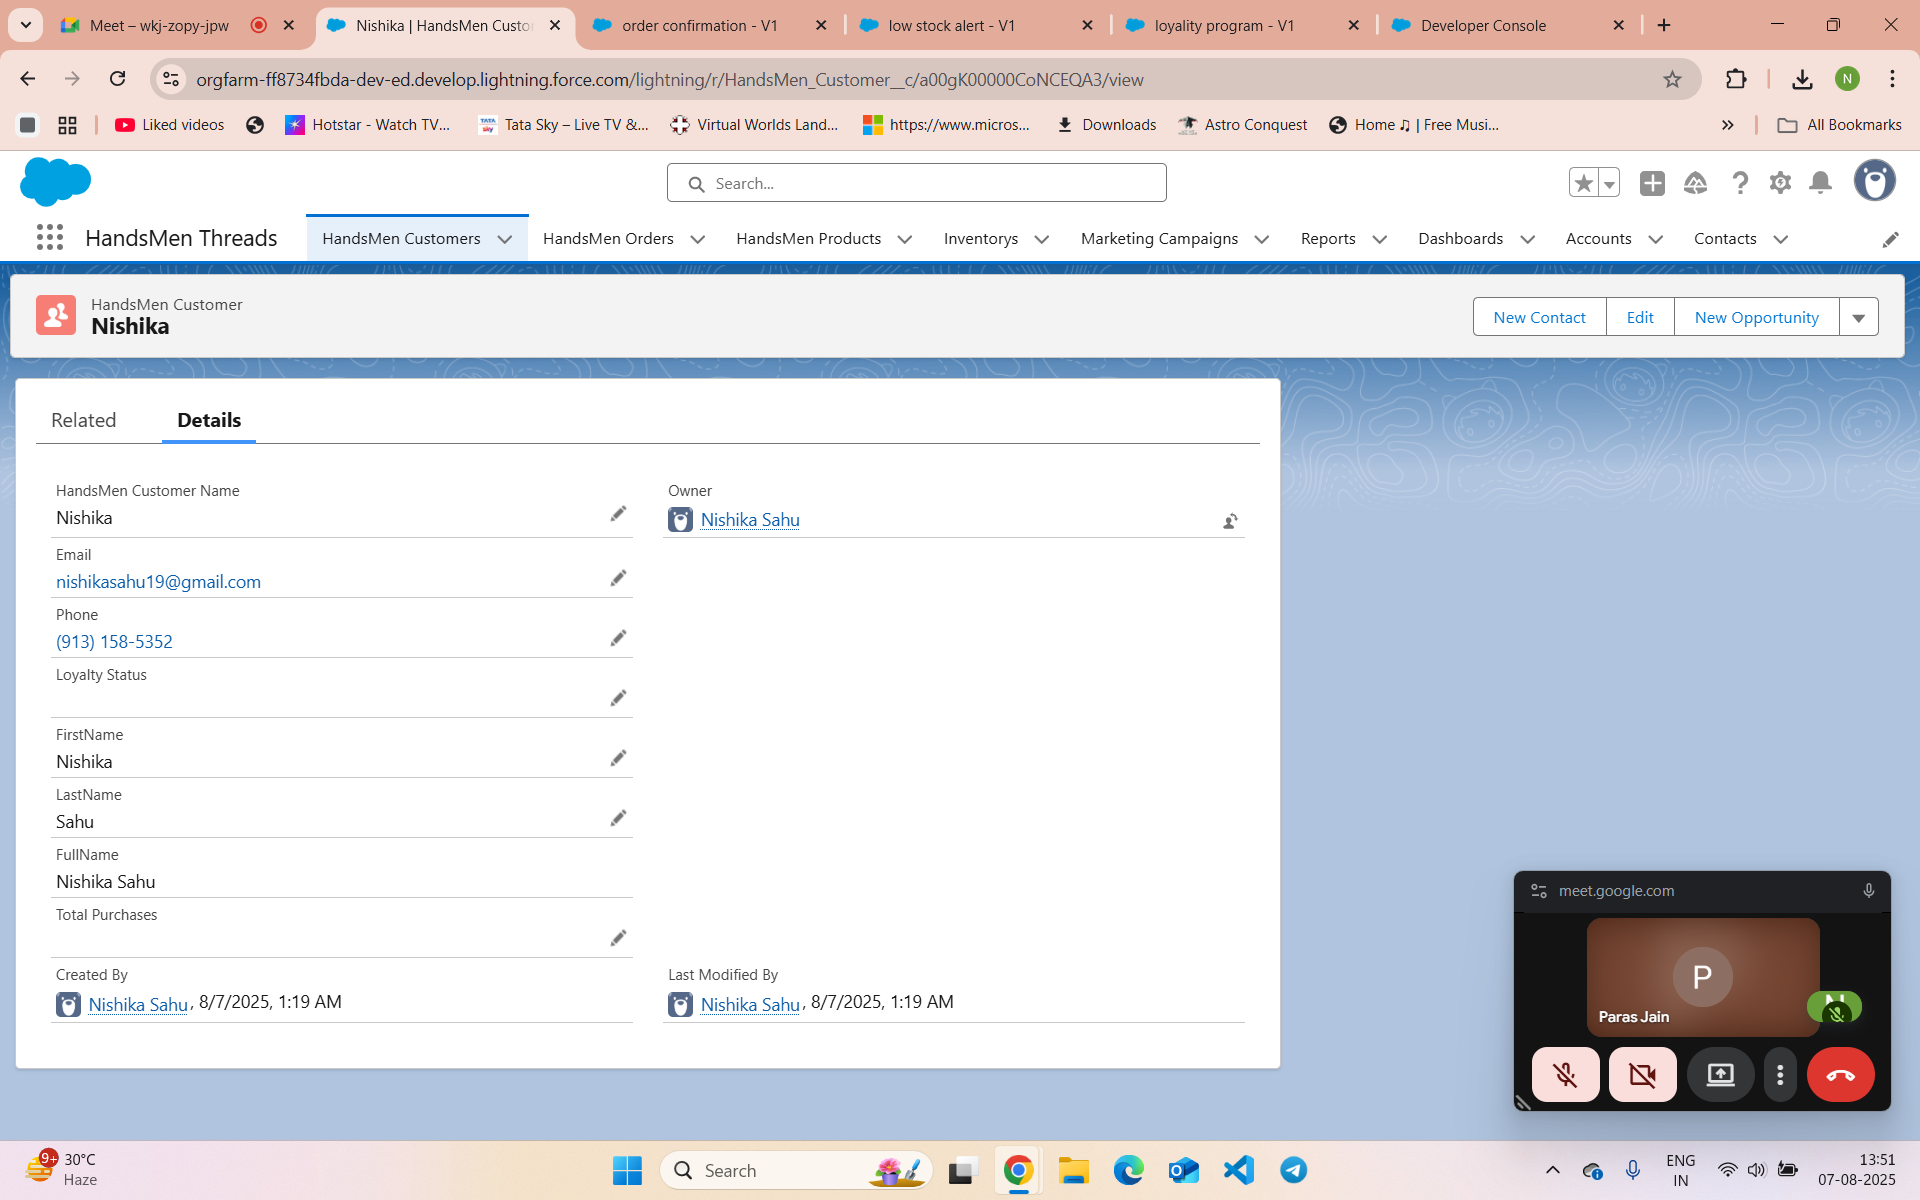 Meet – wkj-zopy-jpw
Nishika | HandsMen Custo
order confirmation - V1
low stock alert - V1
loyality program - V1
Developer Console
orgfarm-ff8734fbda-dev-ed.develop.lightning.force.com/lightning/r/HandsMen_Customer__c/a00gK00000CoNCEQA3/view
N
Liked videos
Hotstar - Watch TV...
TATA sky
Tata Sky – Live TV &...
Virtual Worlds Land...
https://www.micros...
Downloads
Astro Conquest
Home ♫ | Free Musi...
All Bookmarks
Search...
HandsMen Threads
HandsMen Customers
HandsMen Orders
HandsMen Products
Inventorys
Marketing Campaigns
Reports
Dashboards
Accounts
Contacts
HandsMen Customer
Nishika
New Contact
Edit
New Opportunity
Related
Details
HandsMen Customer Name
Nishika
Owner
Nishika Sahu
Email
nishikasahu19@gmail.com
Phone
(913) 158-5352
Loyalty Status
FirstName
Nishika
LastName
Sahu
FullName
Nishika Sahu
Total Purchases
Created By
Nishika Sahu, 8/7/2025, 1:19 AM
Last Modified By
Nishika Sahu, 8/7/2025, 1:19 AM
meet.google.com
P
Paras Jain
N
9+
30°C
Haze
Search
ENG
IN
13:51
07-08-2025